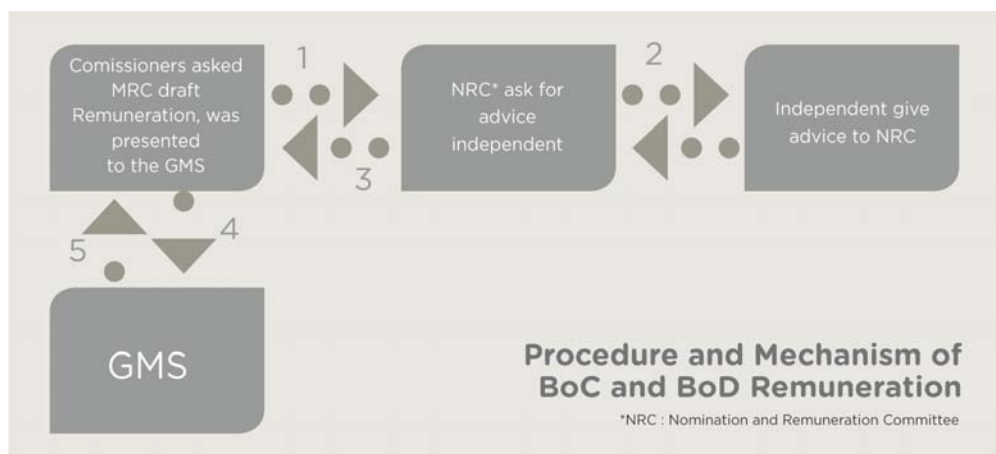 Comissioners asked
MRC draft
Remuneration, was
presented
to the GMS
1
NRC* ask for
advice
independent
2
Independent give
advice to NRC
3
5
4
GMS
Procedure and Mechanism of
BoC and BoD Remuneration
*NRC : Nomination and Remuneration Committee